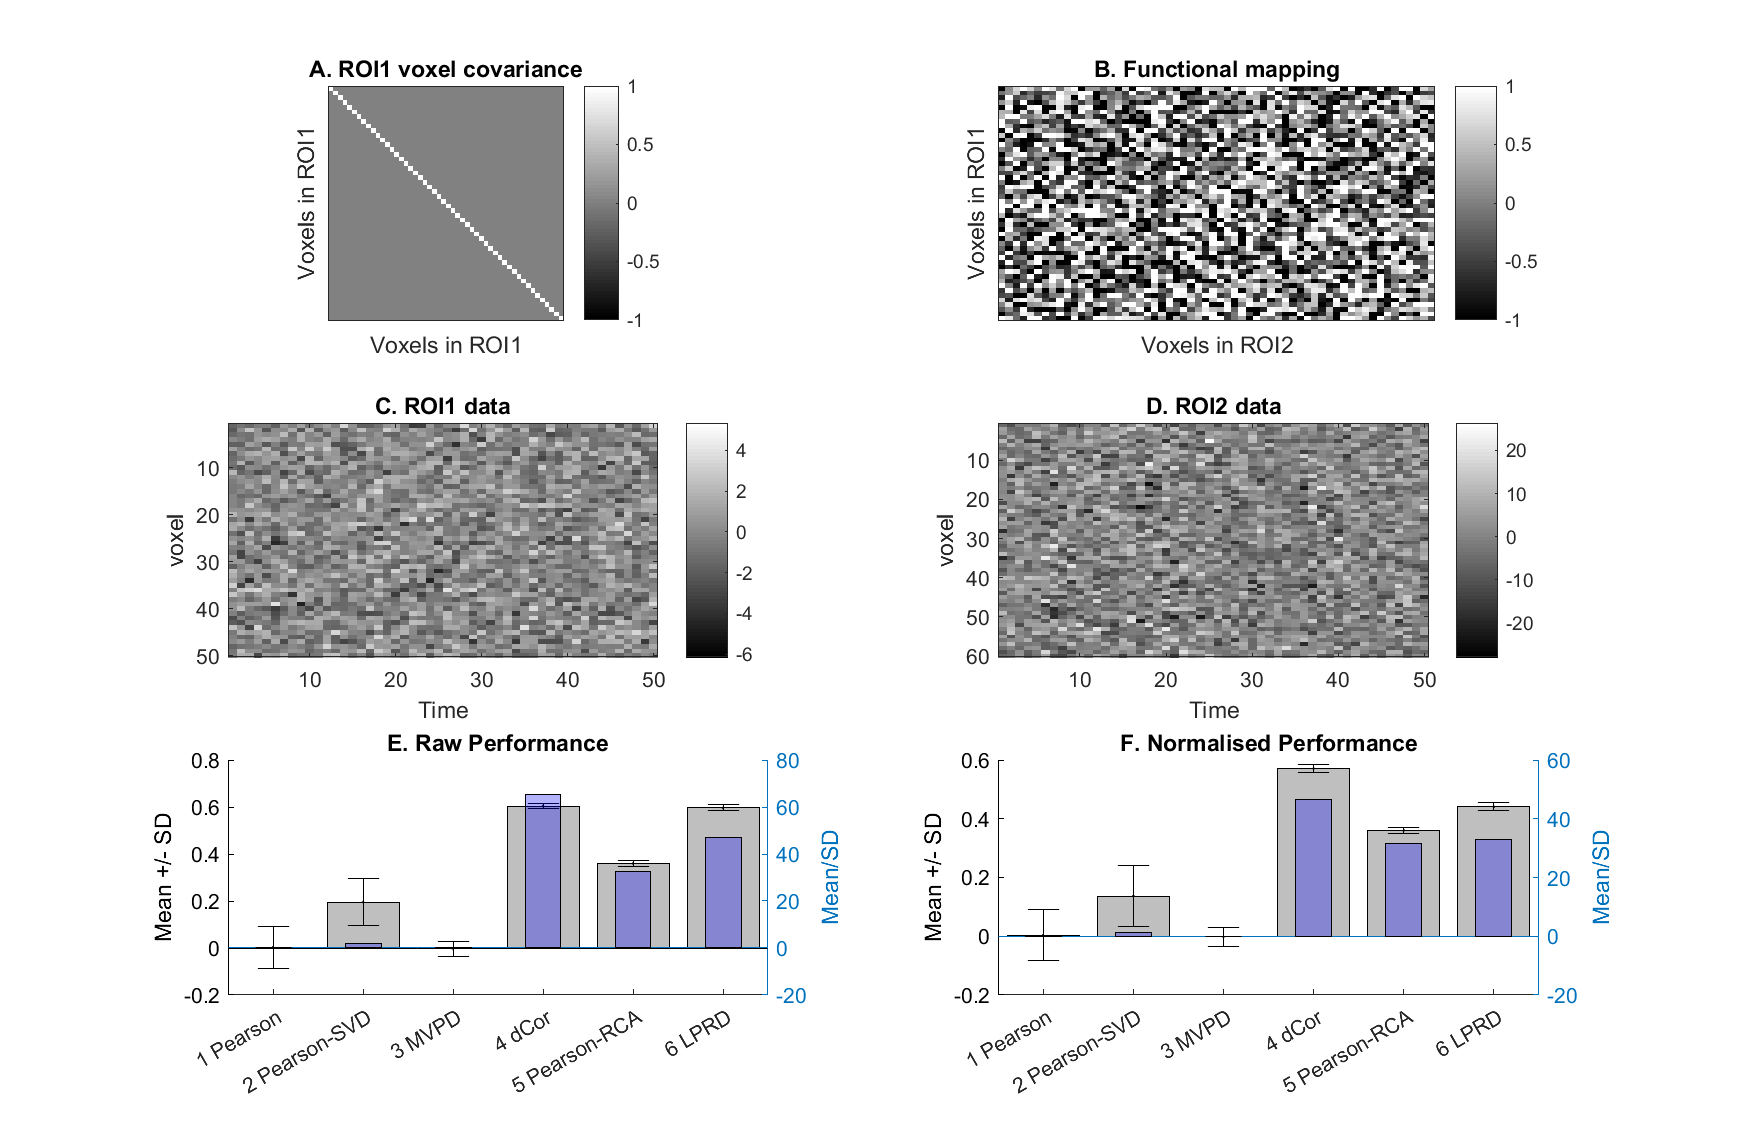 A. ROI1 voxel covariance
Voxels in ROI1
1
0.5
0
-0.5
-1
Voxels in ROI1
B. Functional mapping
Voxels in ROI1
1
0.5
0
-0.5
-1
Voxels in ROI2
C. ROI1 data
voxel
10
20
30
40
50
4
2
0
-2
-4
-6
10 20 30 40 50
Time
D. ROI2 data
voxel
10
20
30
40
50
60
20
10
0
-10
-20
10 20 30 40 50
Time
E. Raw Performance
Mean +/- SD
0.8
0.6
0.4
0.2
0
-0.2
80
60
40
20
0
-20
Mean/SD
1 Pearson
2 Pearson-SVD
3 MVPD
4 dCor
5 Pearson-RCA
6 LPRD
F. Normalised Performance
Mean +/- SD
0.6
0.4
0.2
0
-0.2
60
40
20
0
-20
Mean/SD
1 Pearson
2 Pearson-SVD
3 MVPD
4 dCor
5 Pearson-RCA
6 LPRD